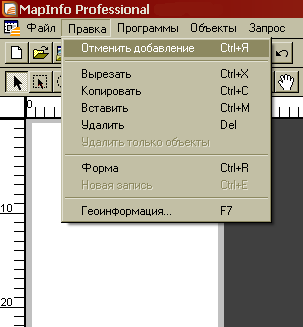 MapInfo Professional
Файл Правка Программы Объекты Запрос
Отменить добавление Ctrl+Я
Вырезать Ctrl+X
Копировать Ctrl+C
Вставить Ctrl+М
Удалить Del
Удалить только объекты
Форма Ctrl+R
Новая запись Ctrl+E
Геоинформация... F7
0
10
20